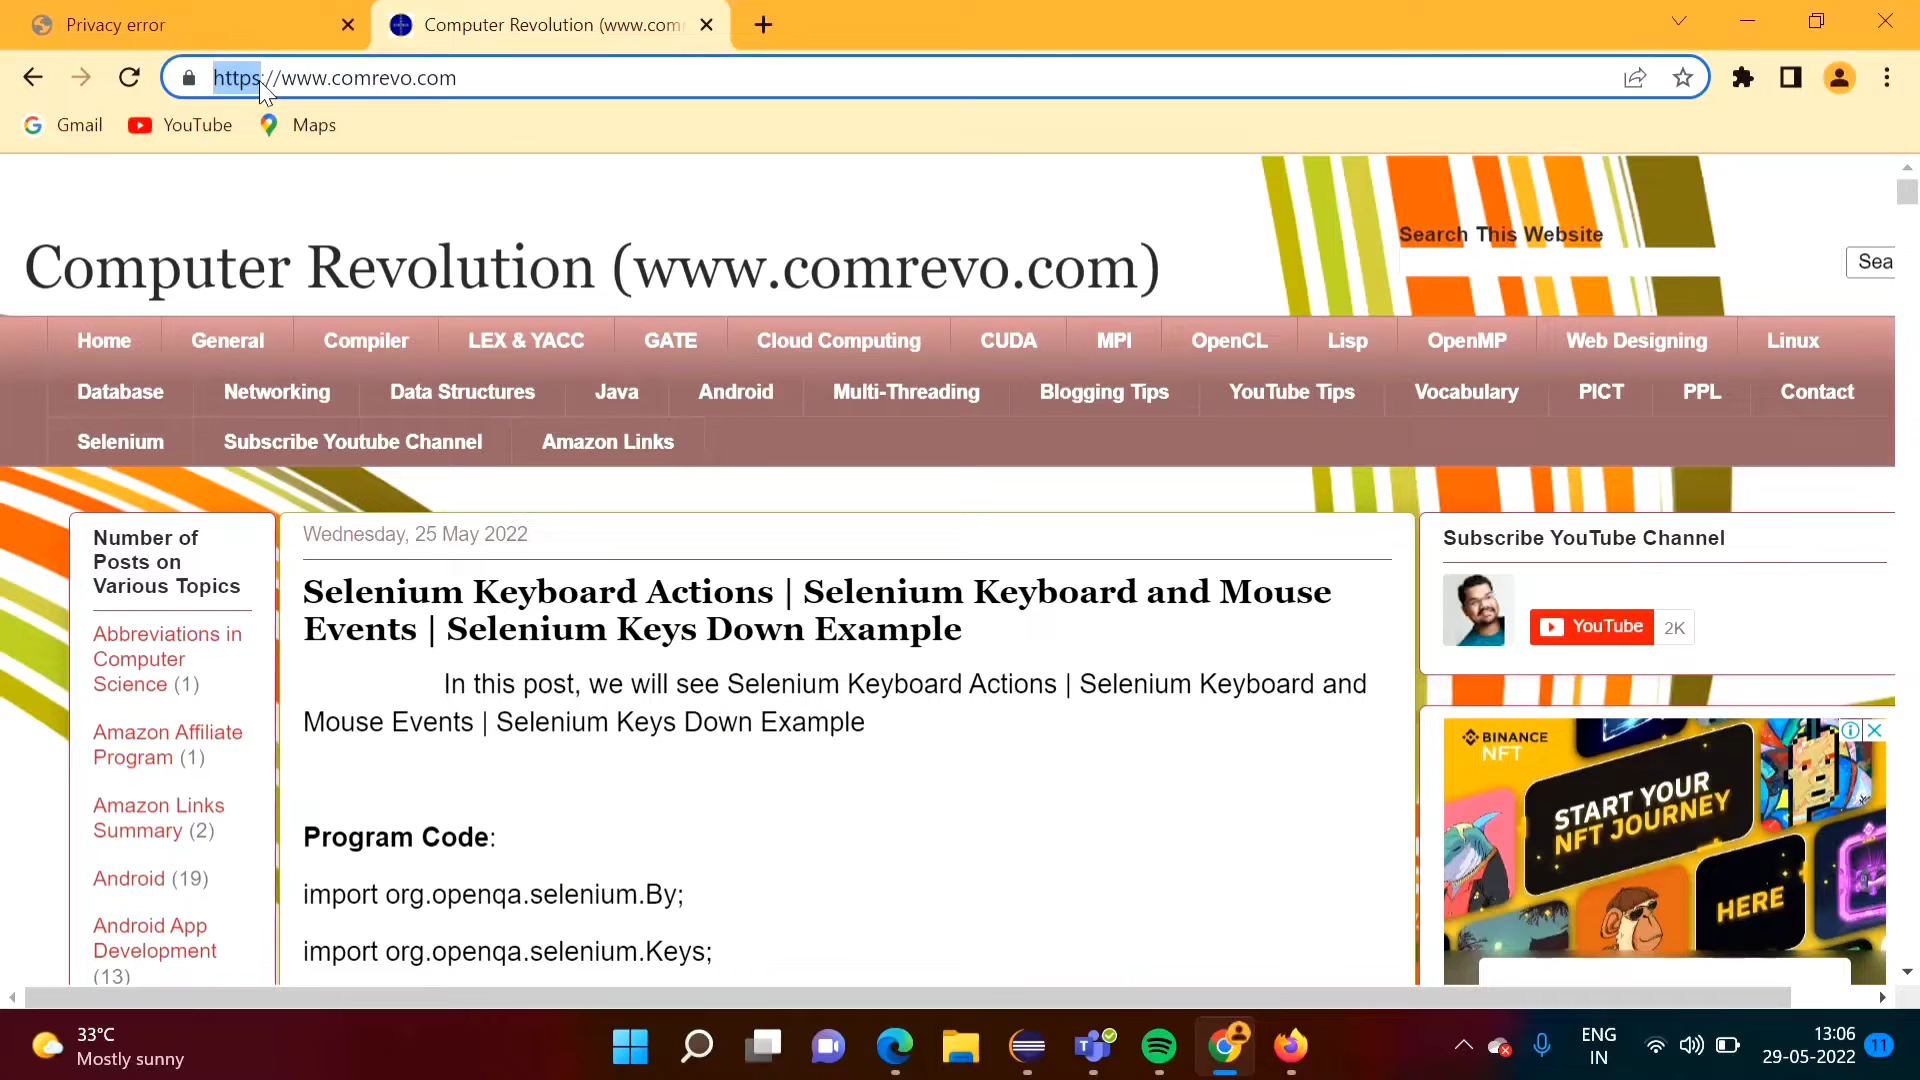 Privacy error
Computer Revolution (www.com
https://www.comrevo.com
Gmail YouTube Maps
Search This Website
Computer Revolution (www.comrevo.com)
Sea
Home General Compiler LEX & YACC GATE Cloud Computing CUDA MPI OpenCL Lisp OpenMP Web Designing Linux
Database Networking Data Structures Java Android Multi-Threading Blogging Tips YouTube Tips Vocabulary PICT PPL Contact
Selenium Subscribe Youtube Channel Amazon Links
Number of
Posts on
Various Topics
Abbreviations in
Computer
Science (1)
Amazon Affiliate
Program (1)
Amazon Links
Summary (2)
Android (19)
Android App
Development
(13)
Wednesday, 25 May 2022
Selenium Keyboard Actions | Selenium Keyboard and Mouse
Events | Selenium Keys Down Example
In this post, we will see Selenium Keyboard Actions | Selenium Keyboard and
Mouse Events | Selenium Keys Down Example
Program Code:
import org.openqa.selenium.By;
import org.openqa.selenium.Keys;
Subscribe YouTube Channel
YouTube 2K
BINANCE
NFT
START YOUR
NFT JOURNEY
HERE
33°C
Mostly sunny
ENG
IN
13:06
29-05-2022
11